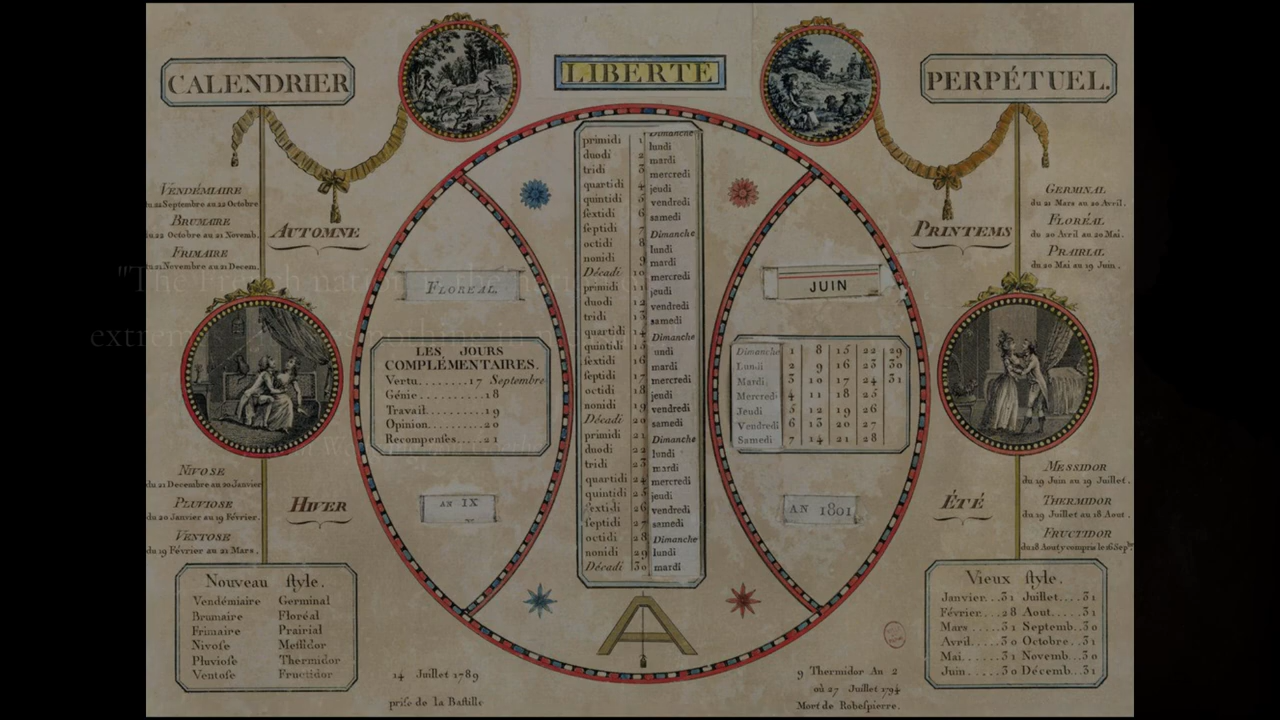 CALENDRIER
LIBERTE
PERPÉTUEL.
VENDÉMIAIRE
du 22 Septembre au 22 Octobre
BRUMAIRE
du 22 Octobre au 21 Novemb.
FRIMAIRE
du 21 Novembre au 21 Decem.
AUTOMNE
PRINTEMS
GERMINAL
du 21 Mars au 20 Avril.
FLORÉAL
du 20 Avril au 20 Mai.
PRAIRIAL
du 20 Mai au 19 Juin.
primidi 1 Dimanche
duodi 2 lundi
tridi 3 mardi
quartidi 4 mercredi
quintidi 5 jeudi
ſextidi 6 vendredi
ſeptidi 7 samedi
octidi 8 Dimanche
nonidi 9 lundi
Décadi 10 mardi
primidi 11 mercredi
duodi 12 jeudi
tridi 13 vendredi
quartidi 14 samedi
quintidi 15 Dimanche
ſextidi 16 undi
ſeptidi 17 mardi
octidi 18 mercredi
nonidi 19 jeudi
Décadi 20 vendredi
primidi 21 samedi
duodi 22 Dimanche
tridi 23 lundi
quartidi 24 mardi
quintidi 25 mercredi
ſextidi 26 jeudi
ſeptidi 27 vendredi
octidi 28 samedi
nonidi 29 Dimanche
Décadi 30 lundi
mardi
FLORÉAL.
LES JOURS
COMPLÉMENTAIRES.
Vertu........17 Septembre
Génie........18
Travail........19
Opinion........20
Recompenſes....21
AN IX
JUIN
Dimanche 1 8 15 22 29
Lundi 2 9 16 23 30
Mardi 3 10 17 24 31
Mercredi 4 11 18 25
Jeudi 5 12 19 26
Vendredi 6 13 20 27
Samedi 7 14 21 28
AN 1801
"The French nation
extrem
NIVOSE
du 21 Decembre au 20 Janvier
PLUVIOSE
du 20 Janvier au 19 Février.
VENTOSE
du 19 Février au 21 Mars.
HIVER
ÉTÉ
MESSIDOR
du 19 Juin au 19 Juillet.
THERMIDOR
du 19 Juillet au 18 Aout.
FRUCTIDOR
du 18 Aout y compris le 16 Sepbr.
Nouveau ſtyle.
Vendémiaire Germinal
Brumaire Floréal
Frimaire Prairial
Nivoſe Meſſidor
Pluvioſe Thermidor
Ventoſe Fructidor
Vieux ſtyle.
Janvier...31 Juillet....31
Février...28 Aout.....31
Mars.....31 Septemb..30
Avril....30 Octobre..31
Mai......31 Novemb...30
Juin.....30 Décemb...31
A
14 Juillet 1789
priſe de la Baſtille
9 Thermidor An 2
où 27 Juillet 1794
Mort de Robeſpierre.